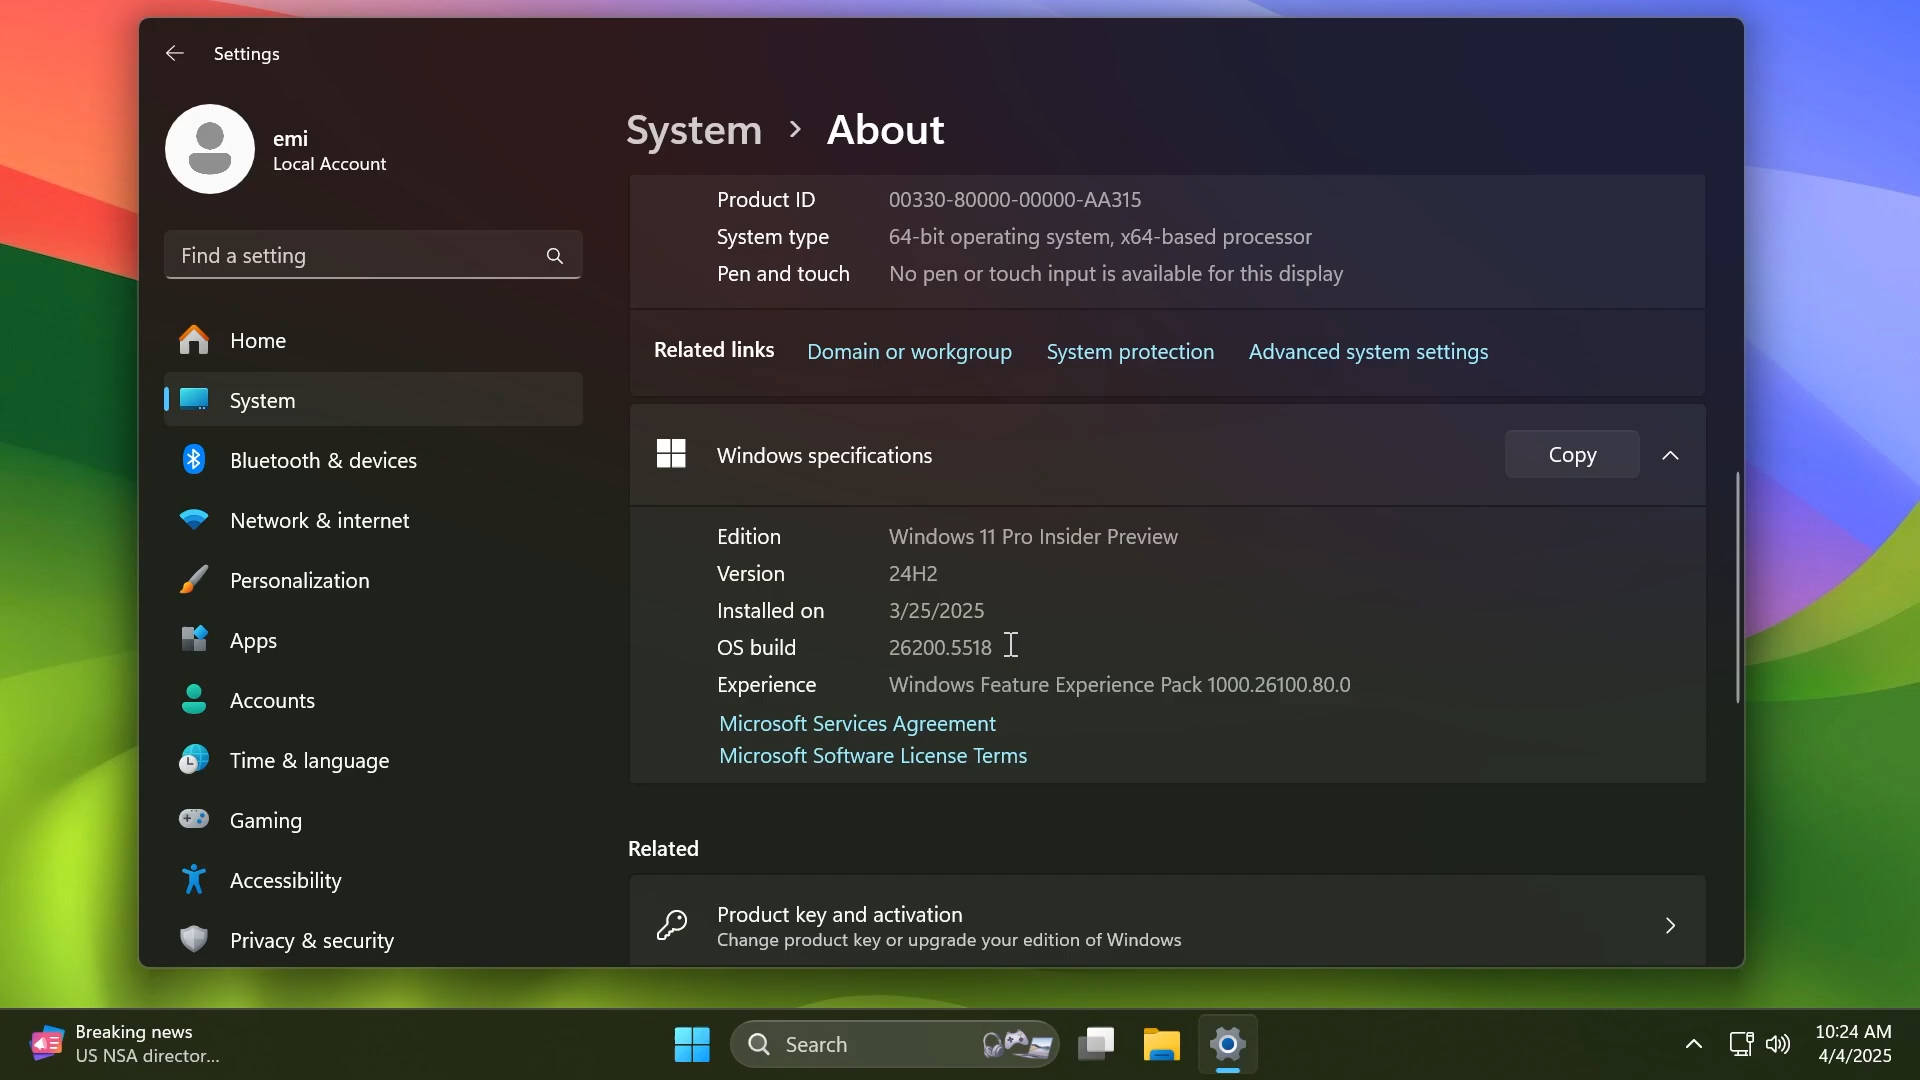 Settings
emi
Local Account
Find a setting
Home
System
Bluetooth & devices
Network & internet
Personalization
Apps
Accounts
Time & language
Gaming
Accessibility
Privacy & security
System > About
Product ID 00330-80000-00000-AA315
System type 64-bit operating system, x64-based processor
Pen and touch No pen or touch input is available for this display
Related links Domain or workgroup System protection Advanced system settings
Windows specifications Copy
Edition Windows 11 Pro Insider Preview
Version 24H2
Installed on 3/25/2025
OS build 26200.5518
Experience Windows Feature Experience Pack 1000.26100.80.0
Microsoft Services Agreement
Microsoft Software License Terms
Related
Product key and activation
Change product key or upgrade your edition of Windows
Breaking news
US NSA director...
Search
10:24 AM
4/4/2025